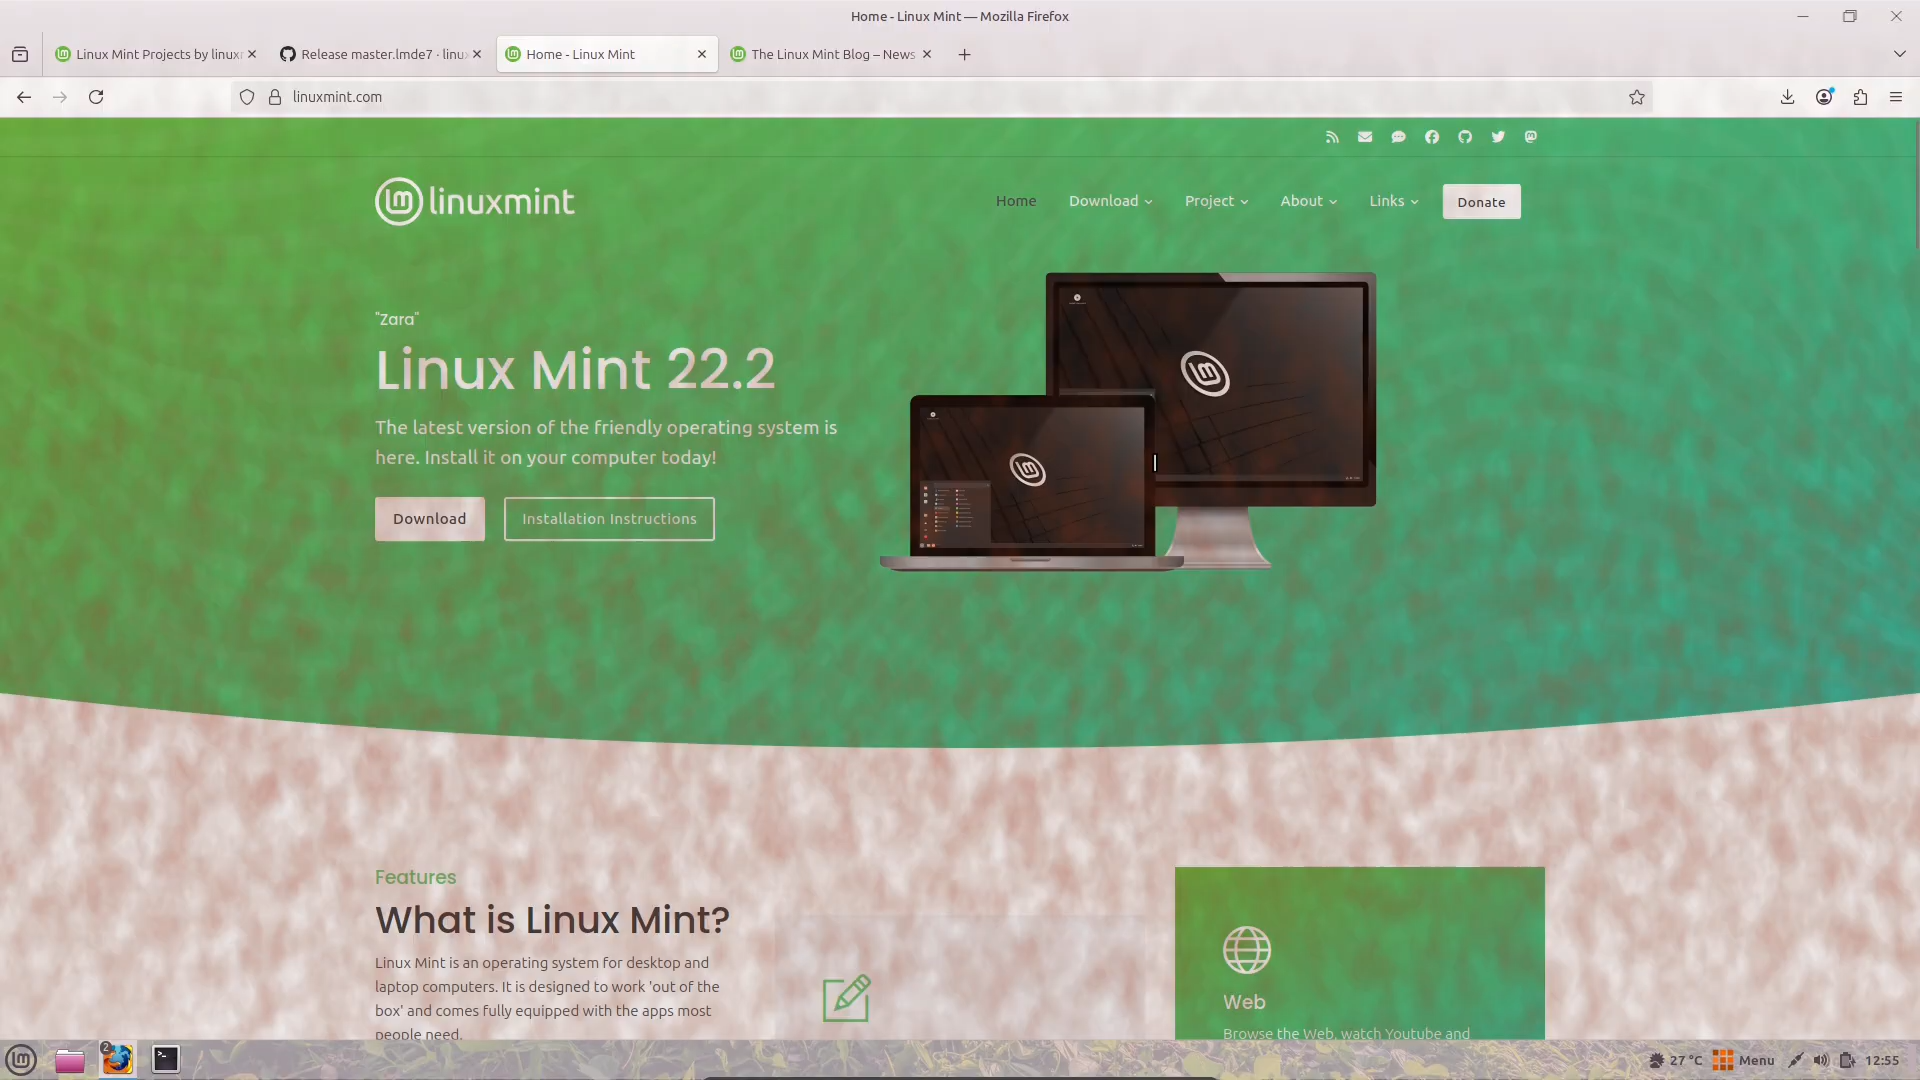 Home - Linux Mint — Mozilla Firefox
Linux Mint Projects by linuxr
Release master.lmde7 · linux
Home - Linux Mint
The Linux Mint Blog – News
linuxmint.com
linuxmint
Home
Download
Project
About
Links
Donate
"Zara"
Linux Mint 22.2
The latest version of the friendly operating system is
here. Install it on your computer today!
Download
Installation Instructions
Features
What is Linux Mint?
Linux Mint is an operating system for desktop and
laptop computers. It is designed to work 'out of the
box' and comes fully equipped with the apps most
people need.
Web
Browse the Web, watch Youtube and
2
27 °C
Menu
12:55